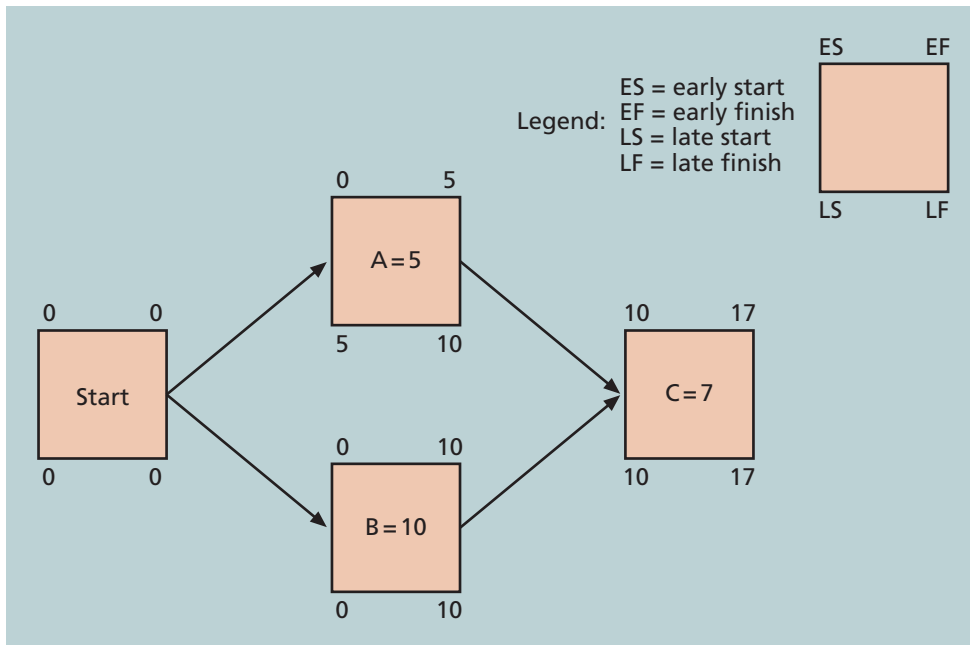 ES EF
Legend:
ES = early start
EF = early finish
LS = late start
LF = late finish
LS LF
0 5
A = 5
5 10
0 0
Start
0 0
10 17
C = 7
10 17
0 10
B = 10
0 10